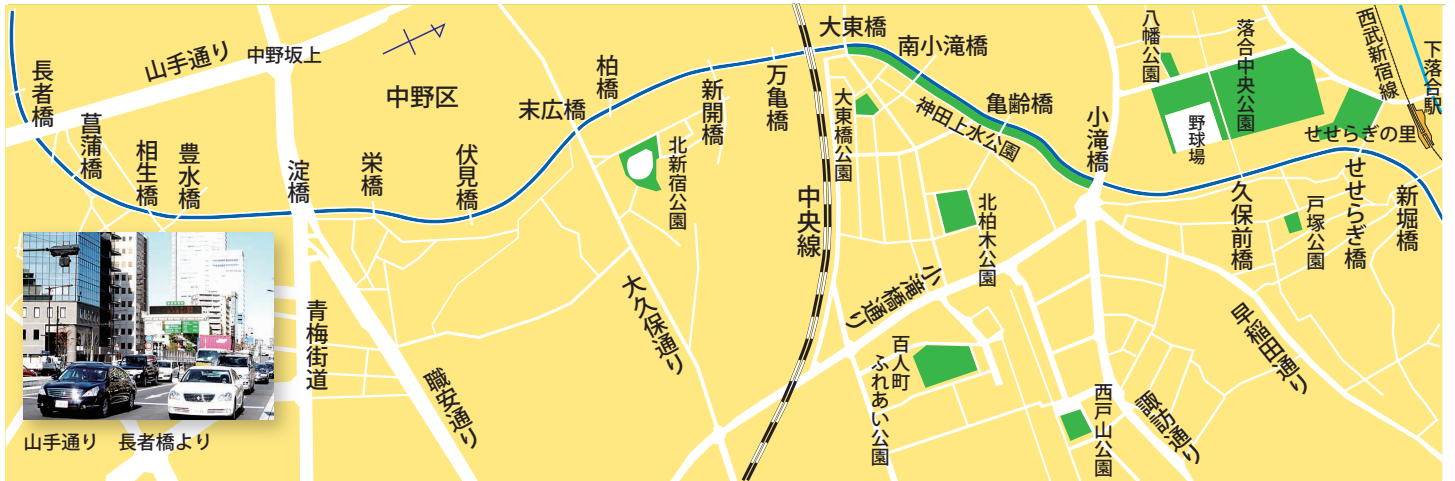 長者橋
山手通り
中野坂上
菖蒲橋
相生橋
豊水橋
淀橋
栄橋
中野区
伏見橋
末広橋
柏橋
北新宿公園
新開橋
万亀橋
大東橋
大東橋公園
南小滝橋
神田上水公園
亀齢橋
小滝橋
八幡公園
落合中央公園
野球場
西武新宿線
下落合駅
せせらぎの里
久保前橋
戸塚公園
せせらぎ橋
新堀橋
中央線
北柏木公園
小滝橋通り
早稲田通り
大久保通り
青梅街道
職安通り
百人町
ふれあい公園
西戸山公園
諏訪通り
山手通り 長者橋より